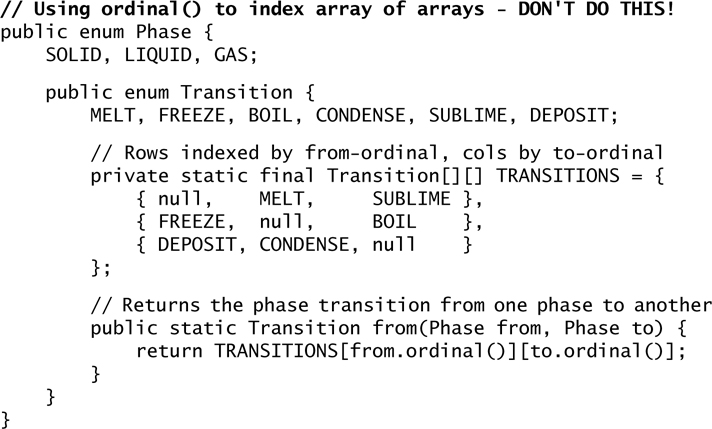 // Using ordinal() to index array of arrays - DON'T DO THIS!
public enum Phase {
    SOLID, LIQUID, GAS;
    public enum Transition {
        MELT, FREEZE, BOIL, CONDENSE, SUBLIME, DEPOSIT;
        // Rows indexed by from-ordinal, cols by to-ordinal
        private static final Transition[][] TRANSITIONS = {
            { null,    MELT,     SUBLIME },
            { FREEZE,  null,     BOIL    },
            { DEPOSIT, CONDENSE, null    }
        };
        // Returns the phase transition from one phase to another
        public static Transition from(Phase from, Phase to) {
            return TRANSITIONS[from.ordinal()][to.ordinal()];
        }
    }
}